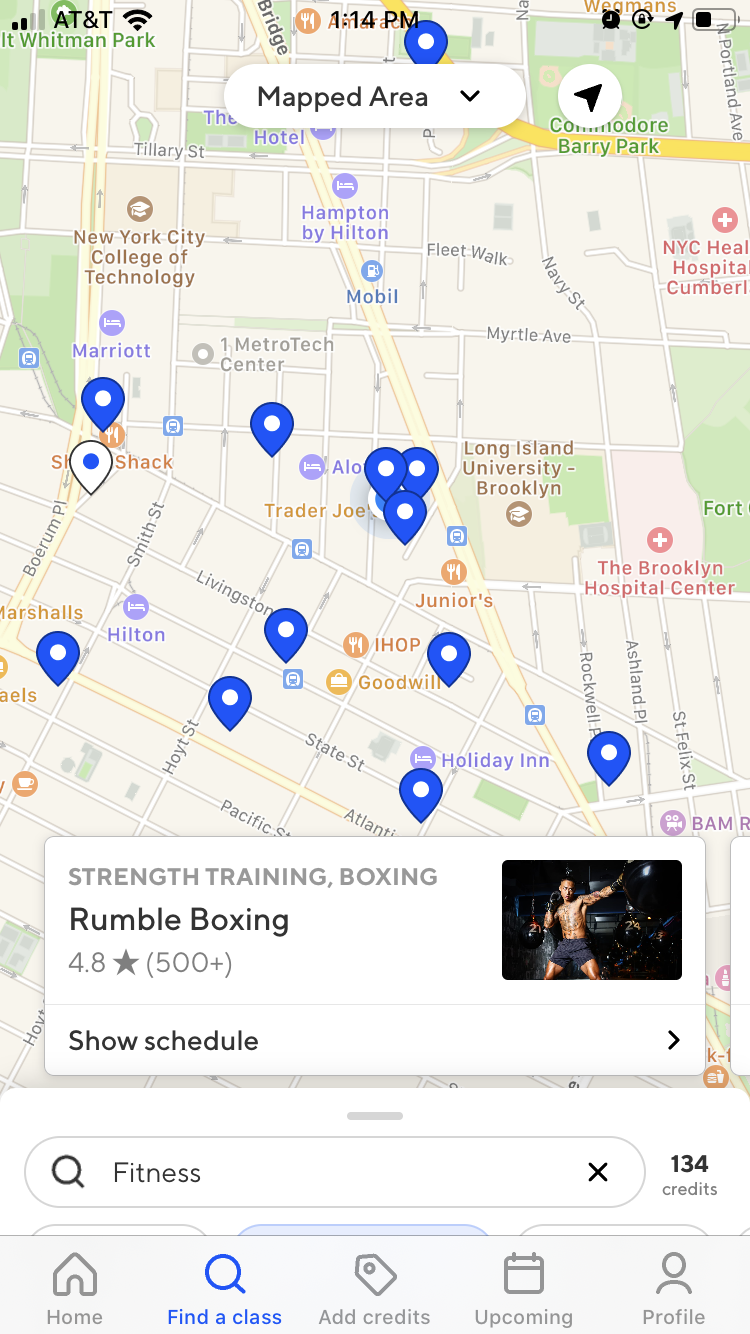 AT&T
1:14 PM
Wegmans
lt Whitman Park
Bridge
Mapped Area
N Portland Ave
The
Hotel
Commodore
Barry Park
Tillary St
Hampton
by Hilton
New York City
College of
Technology
Fleet Walk
Navy St
NYC Heal
Hospital
Cumberl
Mobil
Marriott
1 MetroTech
Center
Myrtle Ave
Shack
Alo
Long Island
University -
Brooklyn
Trader Joe'
Fort
Boerum Pl
Smith St
The Brooklyn
Hospital Center
Livingston
Junior's
Marshalls
Hilton
IHOP
Goodwill
aels
Rockwell P
Ashland Pl
St Felix St
Hoyt St
State St
Holiday Inn
Pacific St
Atlanti
BAM R
STRENGTH TRAINING, BOXING
Rumble Boxing
4.8 ★ (500+)
21
24
Hoyt
Show schedule
k-f
Fitness
134
credits
Home
Find a class
Add credits
Upcoming
Profile